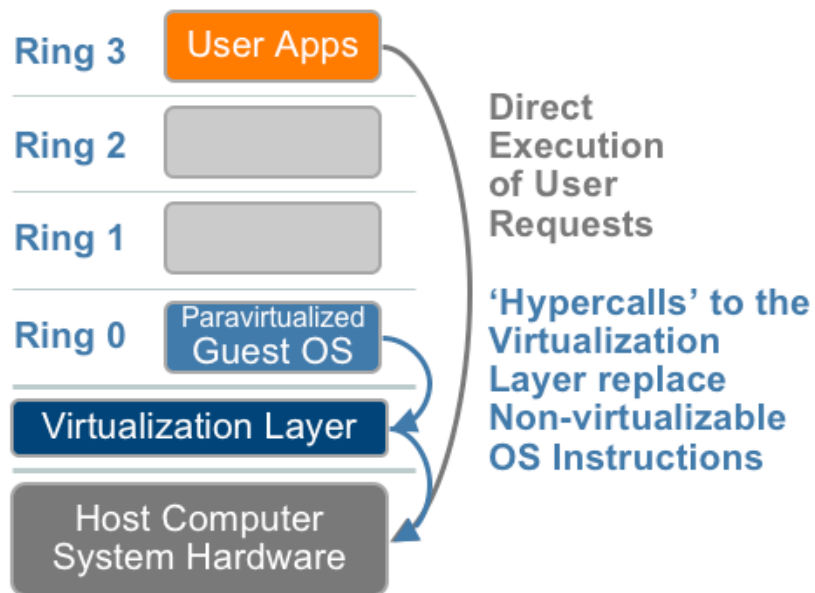 Ring 3
User Apps
Ring 2
Ring 1
Ring 0
Paravirtualized
Guest OS
Virtualization Layer
Host Computer
System Hardware
Direct
Execution
of User
Requests
‘Hypercalls’ to the
Virtualization
Layer replace
Non-virtualizable
OS Instructions